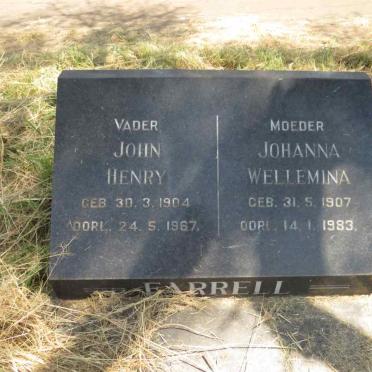 VADER
JOHN
HENRY
GEB. 30. 3. 1904
OORL. 24. 5. 1967.
MOEDER
JOHANNA
WELLEMINA
GEB. 31. 5. 1907
OORL. 14. 1. 1983.
FARRELL